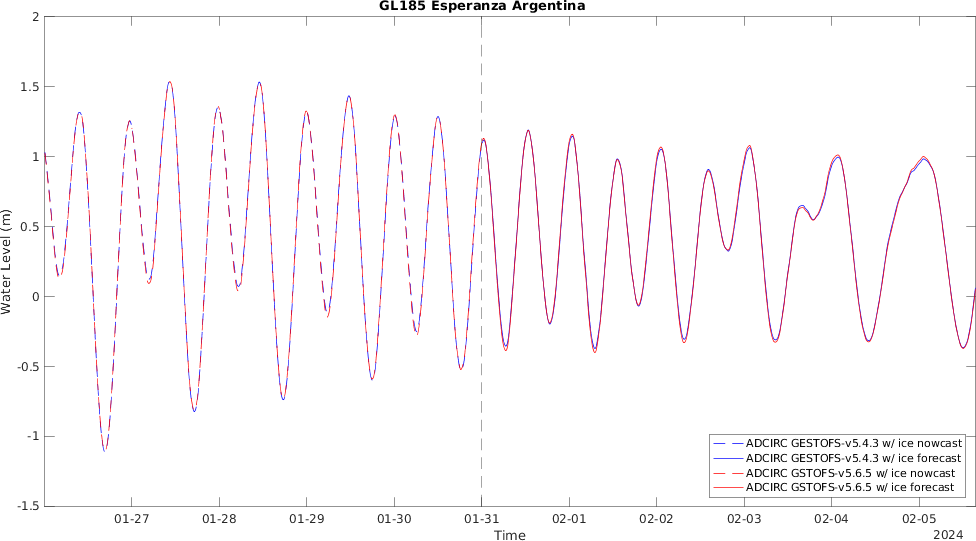 GL185 Esperanza Argentina
2
1.5
1
0.5
0
-0.5
-1
-1.5
Water Level (m)
ADCIRC GESTOFS-v5.4.3 w/ ice nowcast
ADCIRC GESTOFS-v5.4.3 w/ ice forecast
ADCIRC GSTOFS-v5.6.5 w/ ice nowcast
ADCIRC GSTOFS-v5.6.5 w/ ice forecast
01-27 01-28 01-29 01-30 01-31 02-01 02-02 02-03 02-04 02-05
Time
2024